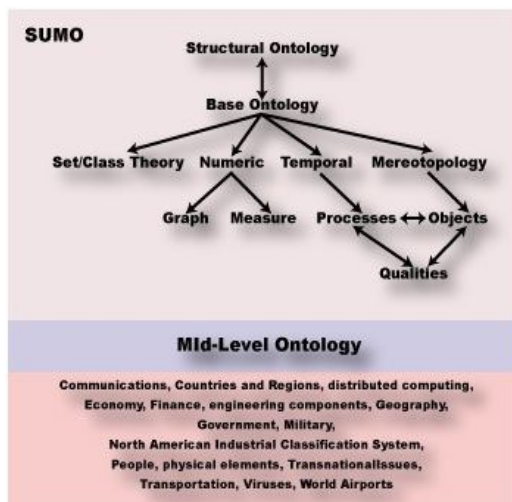 SUMO
Structural Ontology
Base Ontology
Set/Class Theory Numeric Temporal Mereotopology
Graph Measure Processes Objects
Qualities
MId-Level Ontology
Communications, Countries and Regions, distributed computing,
Economy, Finance, engineering components, Geography,
Government, Military,
North American Industrial Classification System,
People, physical elements, TransnationalIssues,
Transportation, Viruses, World Airports